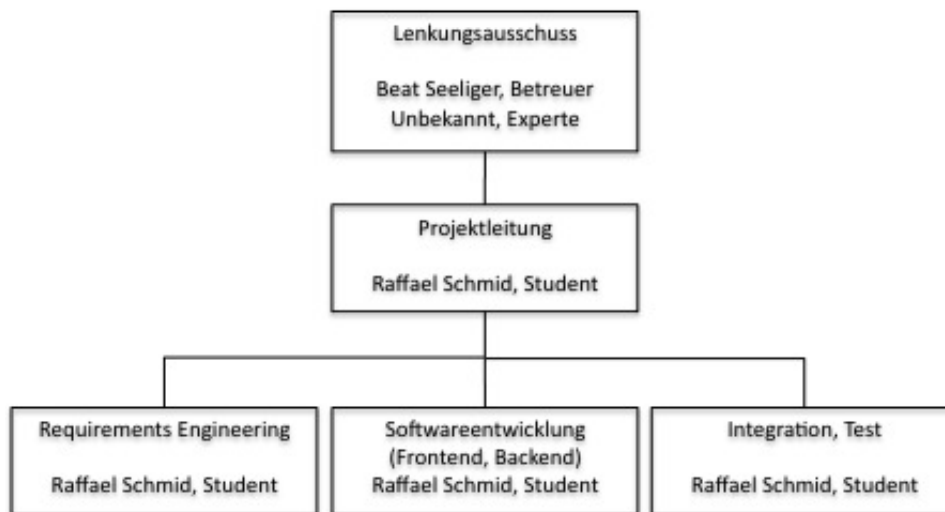 Lenkungsausschuss
Beat Seeliger, Betreuer
Unbekannt, Experte
Projektleitung
Raffael Schmid, Student
Requirements Engineering
Raffael Schmid, Student
Softwareentwicklung
(Frontend, Backend)
Raffael Schmid, Student
Integration, Test
Raffael Schmid, Student